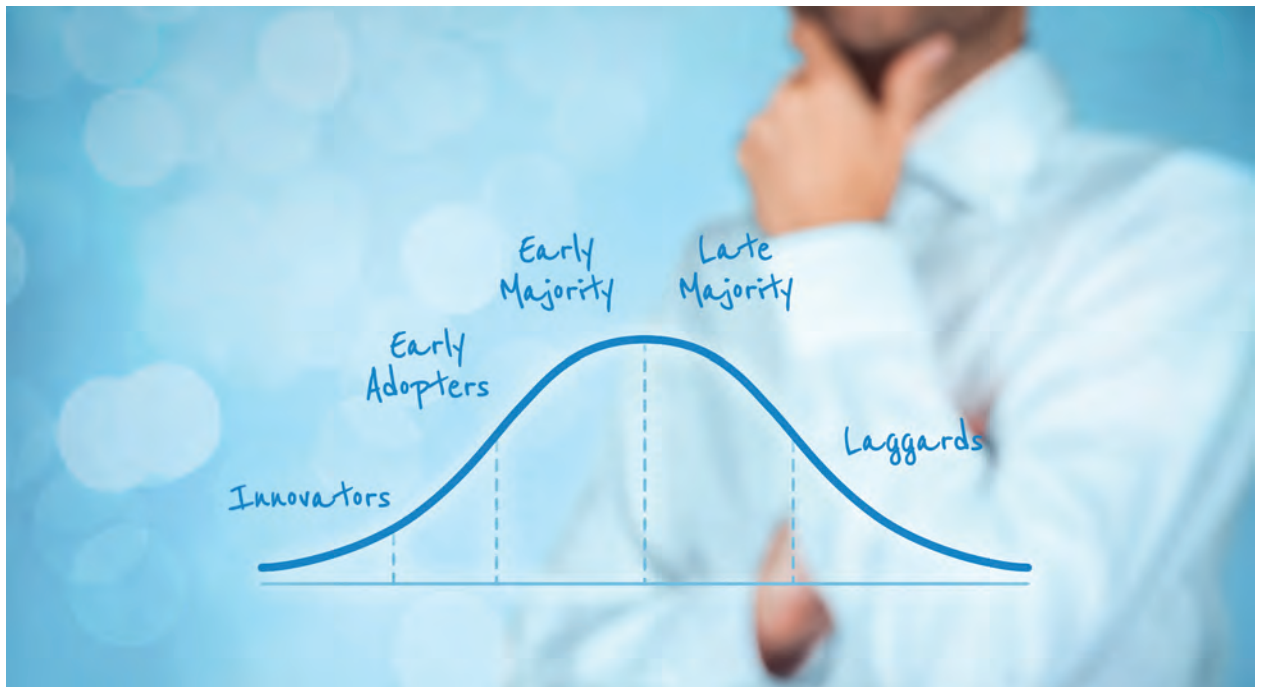 Innovators
Early
Adopters
Early
Majority
Late
Majority
Laggards